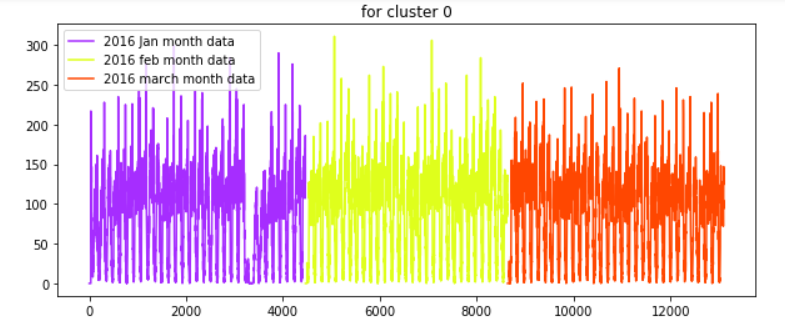 for cluster 0
2016 Jan month data
2016 feb month data
2016 march month data
300
250
200
150
100
50
0
0 2000 4000 6000 8000 10000 12000